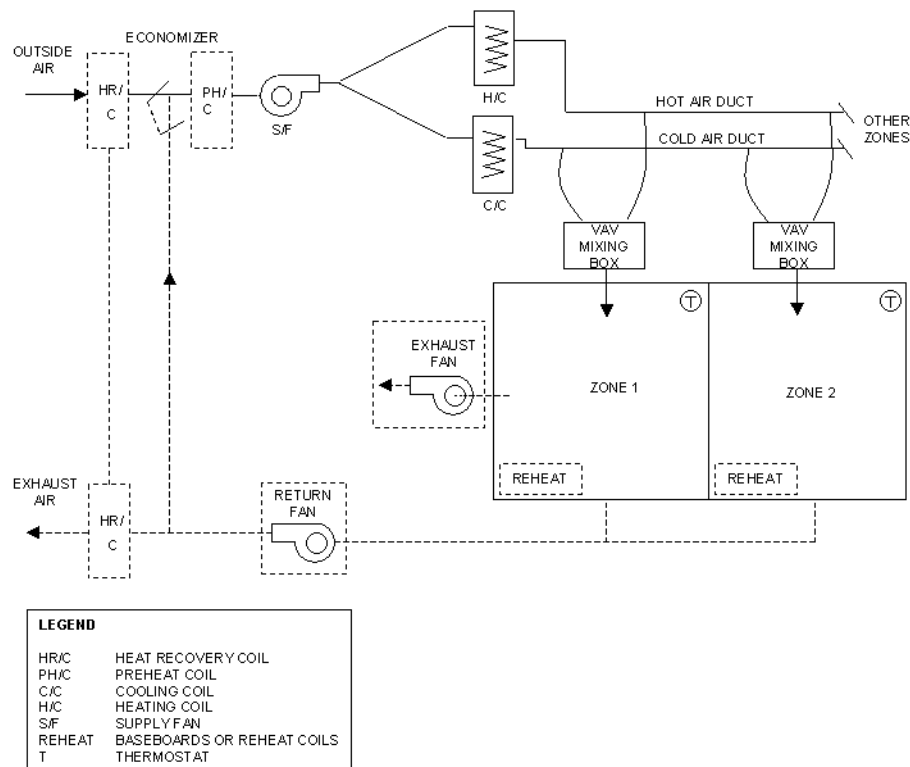 ECONOMIZER
OUTSIDE
AIR
HR/
C
PH/
C
S/F
H/C
C/C
HOT AIR DUCT
COLD AIR DUCT
OTHER
ZONES
VAV
MIXING
BOX
VAV
MIXING
BOX
T
T
EXHAUST
FAN
ZONE 1
ZONE 2
REHEAT
REHEAT
EXHAUST
AIR
HR/
C
RETURN
FAN
LEGEND
HR/C HEAT RECOVERY COIL
PH/C PREHEAT COIL
C/C COOLING COIL
H/C HEATING COIL
S/F SUPPLY FAN
REHEAT BASEBOARDS OR REHEAT COILS
T THERMOSTAT